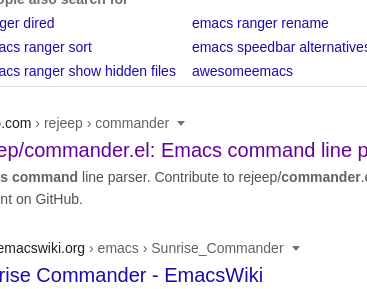 ople also search for
ger dired emacs ranger rename
acs ranger sort emacs speedbar alternatives
acs ranger show hidden files awesomeemacs
.com › rejeep › commander
ep/commander.el: Emacs command line p
s command line parser. Contribute to rejeep/commander.e
nt on GitHub.
emacswiki.org › emacs › Sunrise_Commander
rise Commander - EmacsWiki